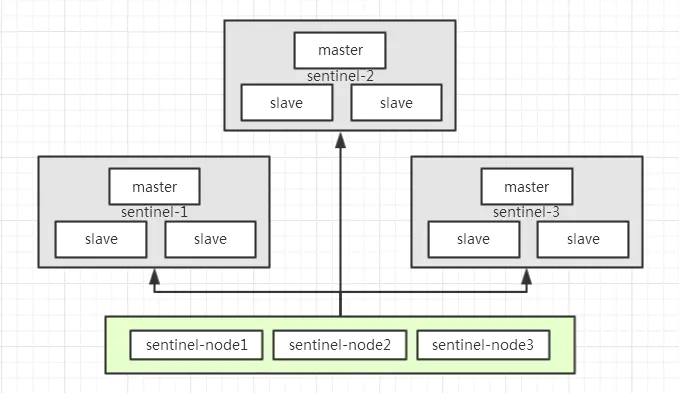 master
sentinel-2
slave slave
master
sentinel-1
slave slave
master
sentinel-3
slave slave
sentinel-node1 sentinel-node2 sentinel-node3